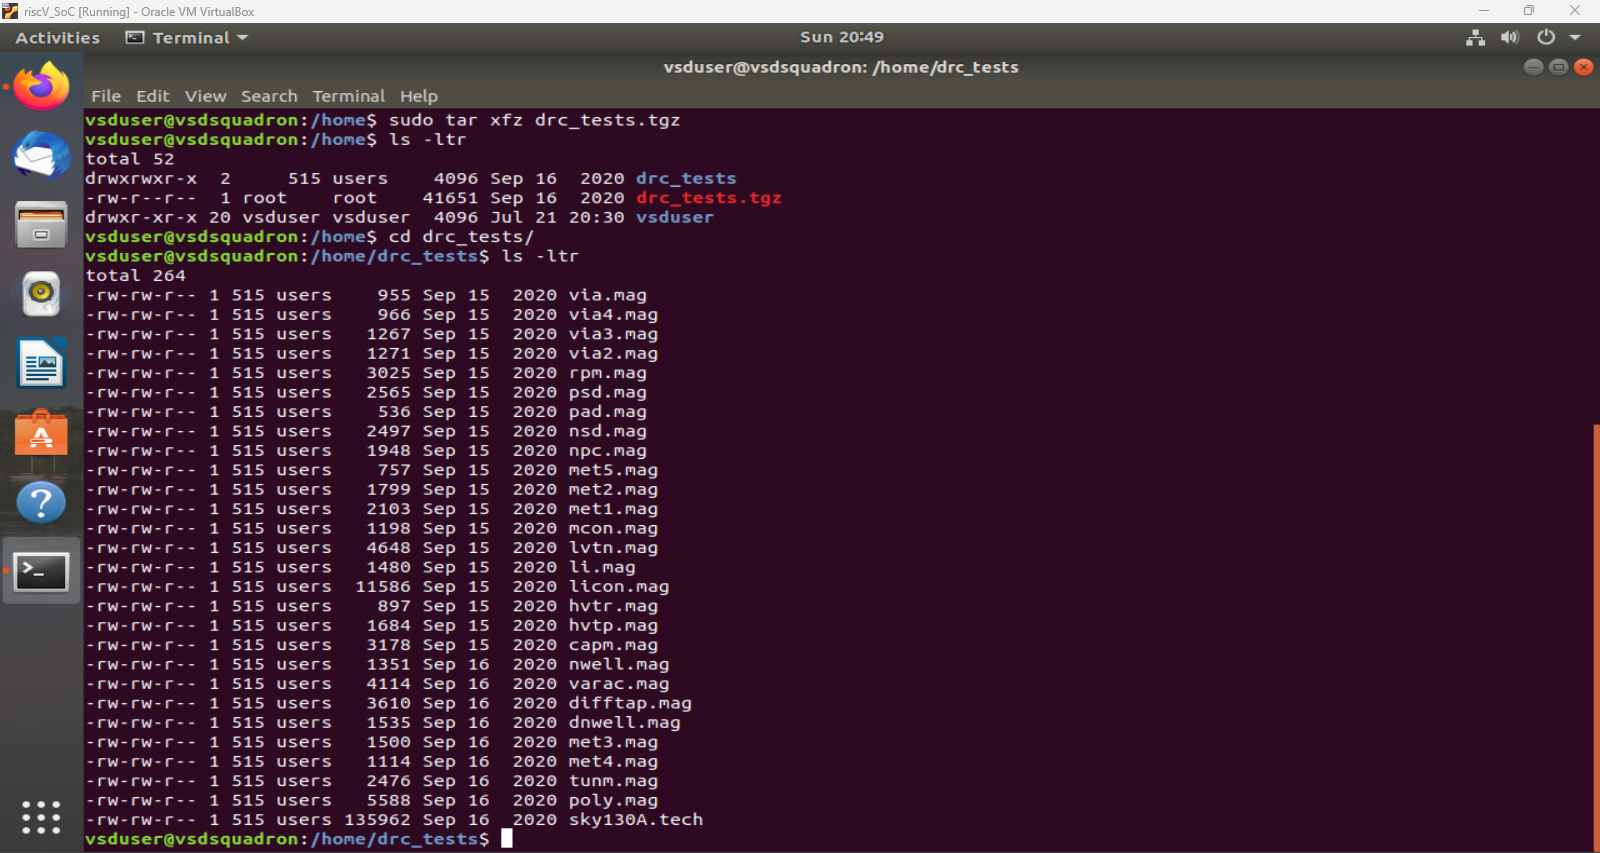 riscV_SoC [Running] - Oracle VM VirtualBox
Activities Terminal Sun 20:49
vsduser@vsdsquadron: /home/drc_tests
File Edit View Search Terminal Help
vsduser@vsdsquadron:/home$ sudo tar xfz drc_tests.tgz
vsduser@vsdsquadron:/home$ ls -ltr
total 52
drwxrwxr-x  2     515 users    4096 Sep 16  2020 drc_tests
-rw-r--r--  1 root    root    41651 Sep 16  2020 drc_tests.tgz
drwxr-xr-x 20 vsduser vsduser  4096 Jul 21 20:30 vsduser
vsduser@vsdsquadron:/home$ cd drc_tests/
vsduser@vsdsquadron:/home/drc_tests$ ls -ltr
total 264
-rw-rw-r-- 1 515 users    955 Sep 15  2020 via.mag
-rw-rw-r-- 1 515 users    966 Sep 15  2020 via4.mag
-rw-rw-r-- 1 515 users   1267 Sep 15  2020 via3.mag
-rw-rw-r-- 1 515 users   1271 Sep 15  2020 via2.mag
-rw-rw-r-- 1 515 users   3025 Sep 15  2020 rpm.mag
-rw-rw-r-- 1 515 users   2565 Sep 15  2020 psd.mag
-rw-rw-r-- 1 515 users    536 Sep 15  2020 pad.mag
-rw-rw-r-- 1 515 users   2497 Sep 15  2020 nsd.mag
-rw-rw-r-- 1 515 users   1948 Sep 15  2020 npc.mag
-rw-rw-r-- 1 515 users    757 Sep 15  2020 met5.mag
-rw-rw-r-- 1 515 users   1799 Sep 15  2020 met2.mag
-rw-rw-r-- 1 515 users   2103 Sep 15  2020 met1.mag
-rw-rw-r-- 1 515 users   1198 Sep 15  2020 mcon.mag
-rw-rw-r-- 1 515 users   4648 Sep 15  2020 lvtn.mag
-rw-rw-r-- 1 515 users   1480 Sep 15  2020 li.mag
-rw-rw-r-- 1 515 users  11586 Sep 15  2020 licon.mag
-rw-rw-r-- 1 515 users    897 Sep 15  2020 hvtr.mag
-rw-rw-r-- 1 515 users   1684 Sep 15  2020 hvtp.mag
-rw-rw-r-- 1 515 users   3178 Sep 15  2020 capm.mag
-rw-rw-r-- 1 515 users   1351 Sep 16  2020 nwell.mag
-rw-rw-r-- 1 515 users   4114 Sep 16  2020 varac.mag
-rw-rw-r-- 1 515 users   3610 Sep 16  2020 difftap.mag
-rw-rw-r-- 1 515 users   1535 Sep 16  2020 dnwell.mag
-rw-rw-r-- 1 515 users   1500 Sep 16  2020 met3.mag
-rw-rw-r-- 1 515 users   1114 Sep 16  2020 met4.mag
-rw-rw-r-- 1 515 users   2476 Sep 16  2020 tunm.mag
-rw-rw-r-- 1 515 users   5588 Sep 16  2020 poly.mag
-rw-rw-r-- 1 515 users 135962 Sep 16  2020 sky130A.tech
vsduser@vsdsquadron:/home/drc_tests$